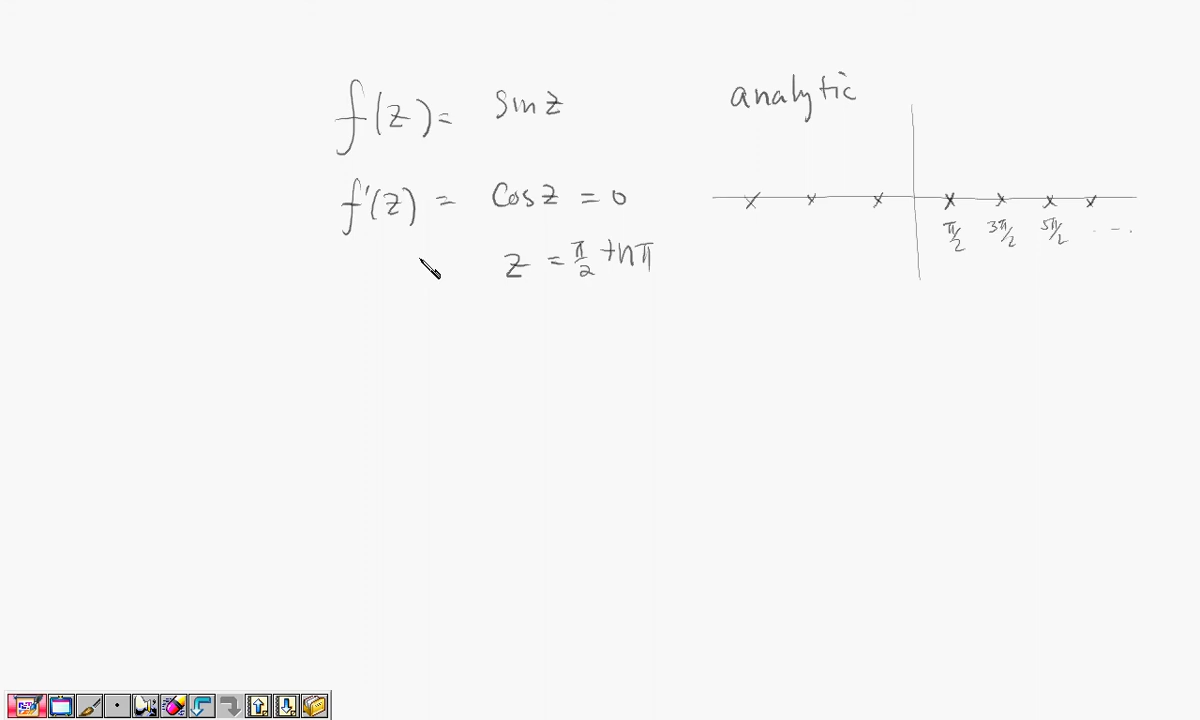 f(z) = sin z
analytic
f'(z) = Cos z = 0
z = π/2 + nπ
π/2 3π/2 5π/2 ...